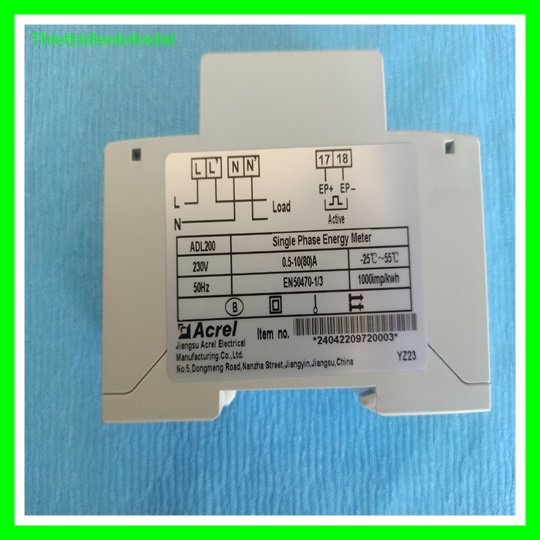 L L' N N' 17 18
L
EP+ EP-
Load
N
Active
ADL200 Single Phase Energy Meter
230V 0.5-10(80)A -25℃~55℃
50Hz EN50470-1/3 1000imp/kwh
B
Acrel Item no.
Jiangsu Acrel Electrical
Manufacturing.Co.,Ltd. *24042209720003*
No.5,Dongmeng Road,Nanzha Street,Jiangyin,Jiangsu,China
YZ23